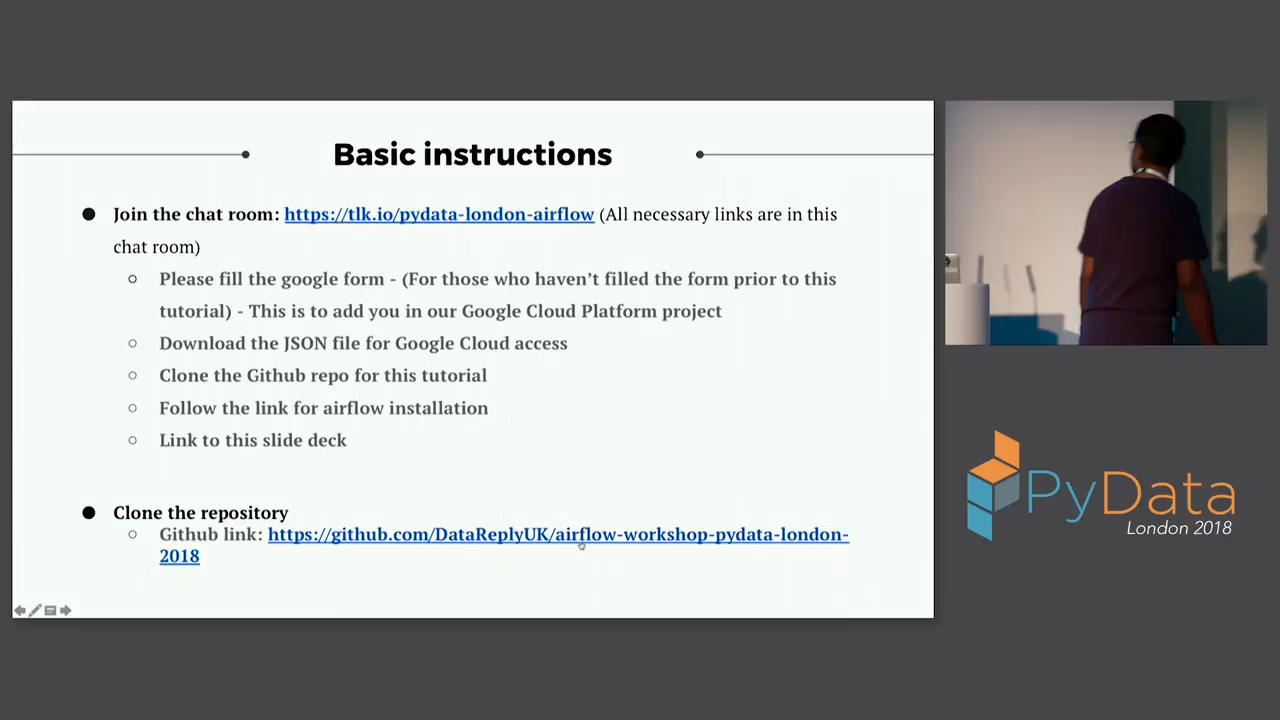 Basic instructions
● Join the chat room: https://tlk.io/pydata-london-airflow (All necessary links are in this
chat room)
○ Please fill the google form - (For those who haven’t filled the form prior to this
tutorial) - This is to add you in our Google Cloud Platform project
○ Download the JSON file for Google Cloud access
○ Clone the Github repo for this tutorial
○ Follow the link for airflow installation
○ Link to this slide deck
● Clone the repository
○ Github link: https://github.com/DataReplyUK/airflow-workshop-pydata-london-
2018
PyData
London 2018